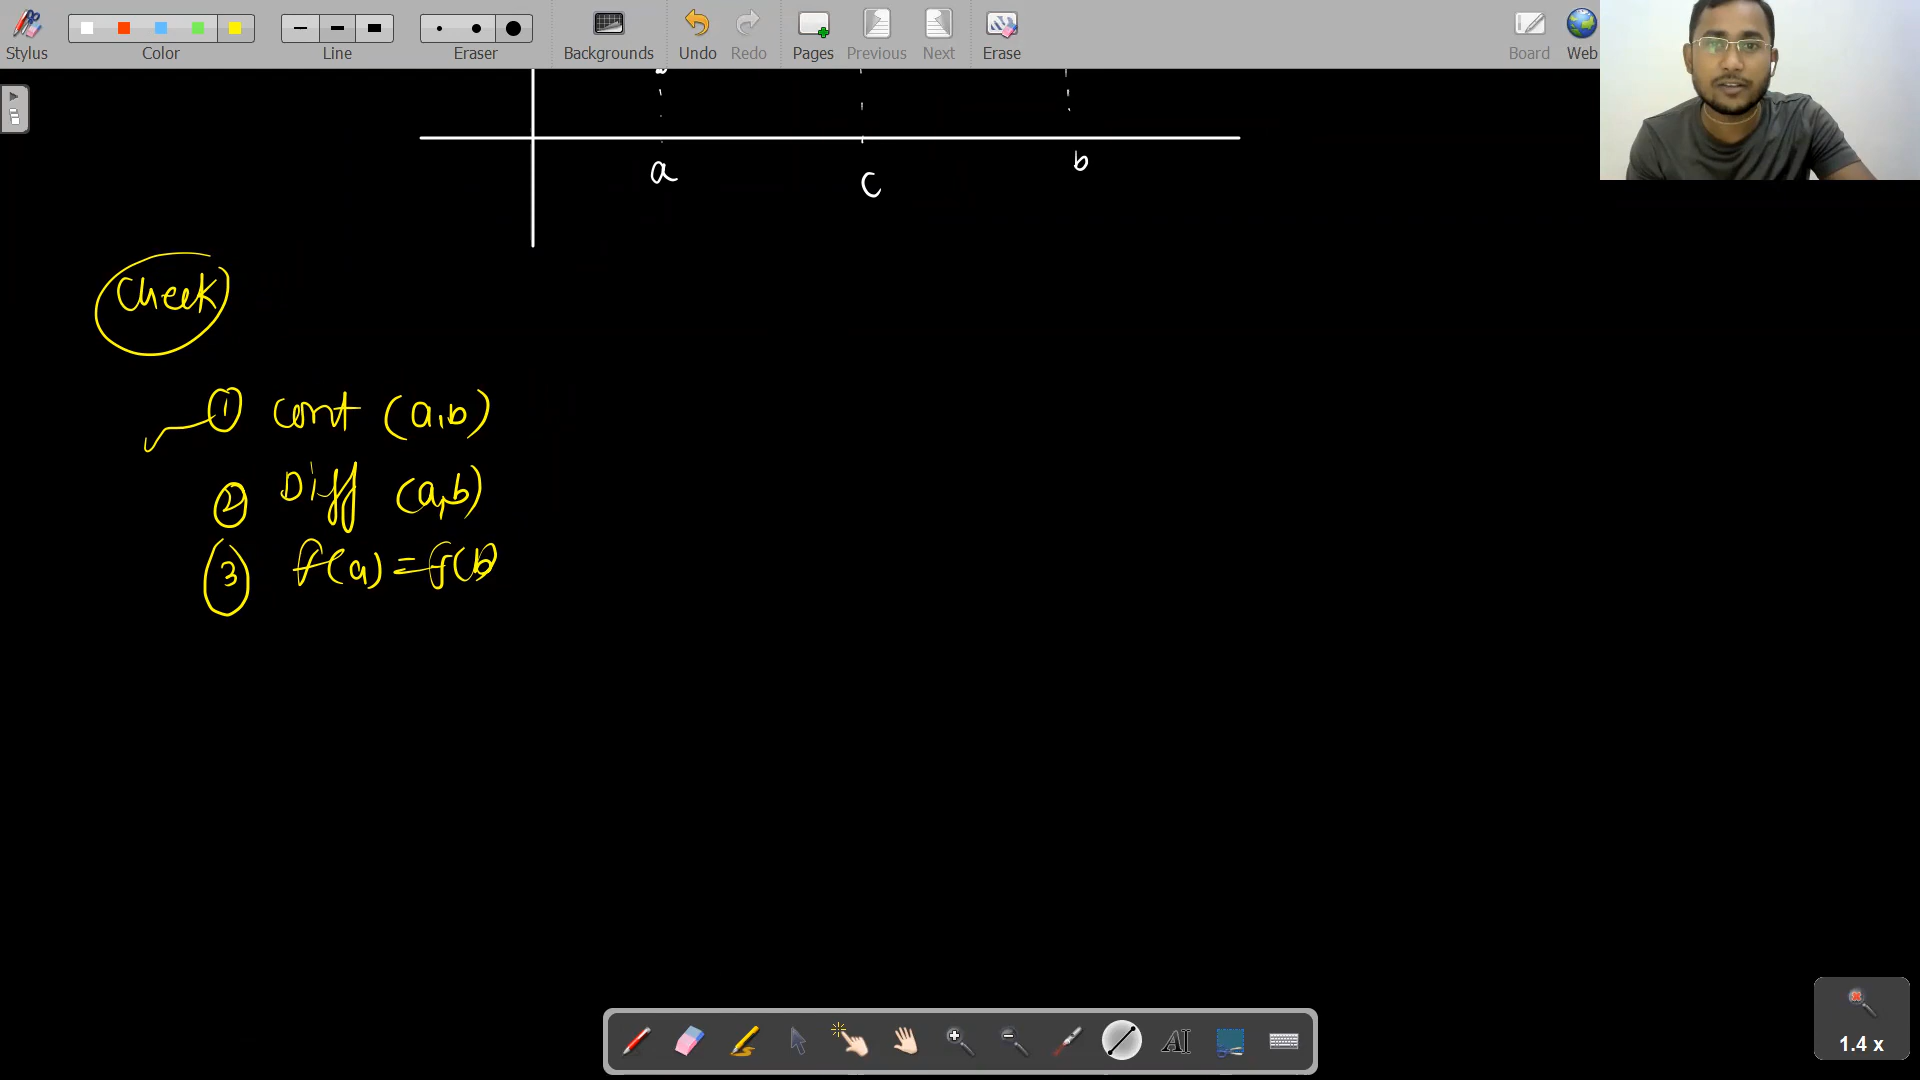 Stylus Color Line Eraser Backgrounds Undo Redo Pages Previous Next Erase Board Web
a c b
Check
① cont (a,b)
② Diff (a,b)
③ f(a) = f(b)
AI
1.4 x